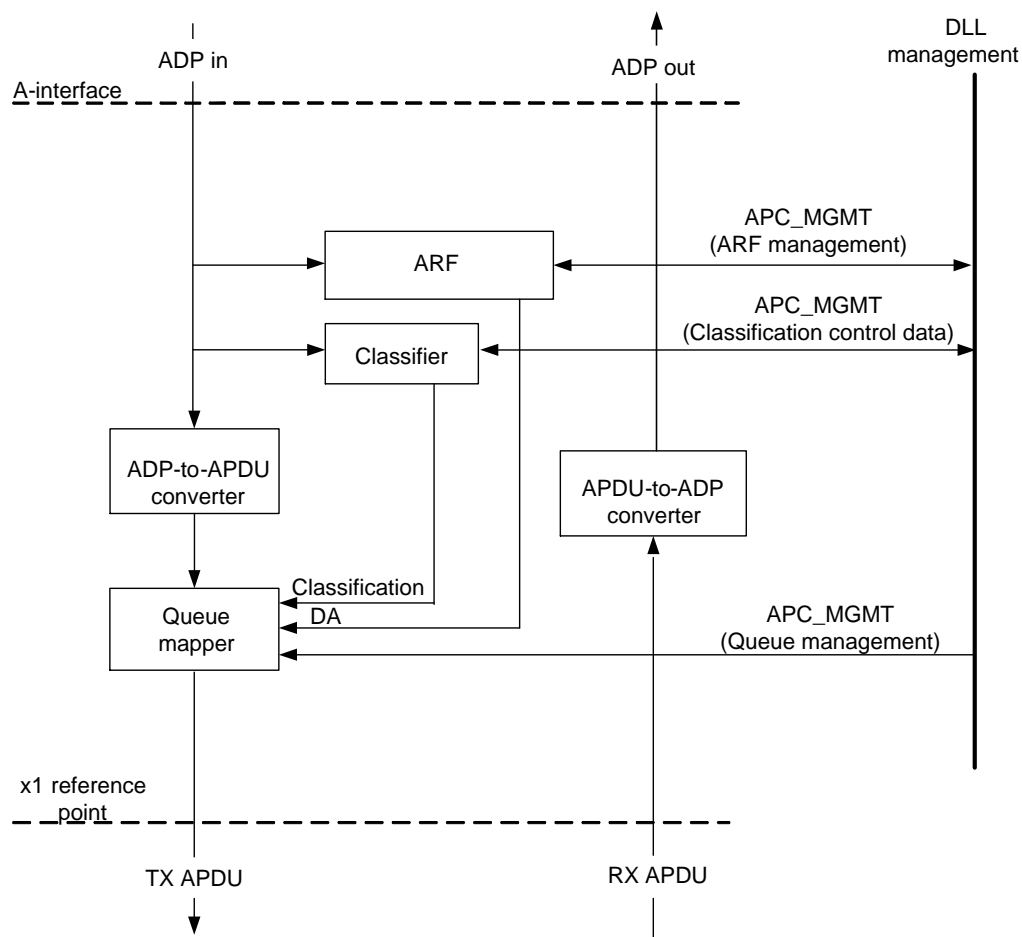 ADP in
ADP out
DLL
management
A-interface
APC_MGMT
(ARF management)
ARF
APC_MGMT
(Classification control data)
Classifier
ADP-to-APDU
converter
APDU-to-ADP
converter
Classification
DA
Queue
mapper
APC_MGMT
(Queue management)
x1 reference
point
TX APDU
RX APDU